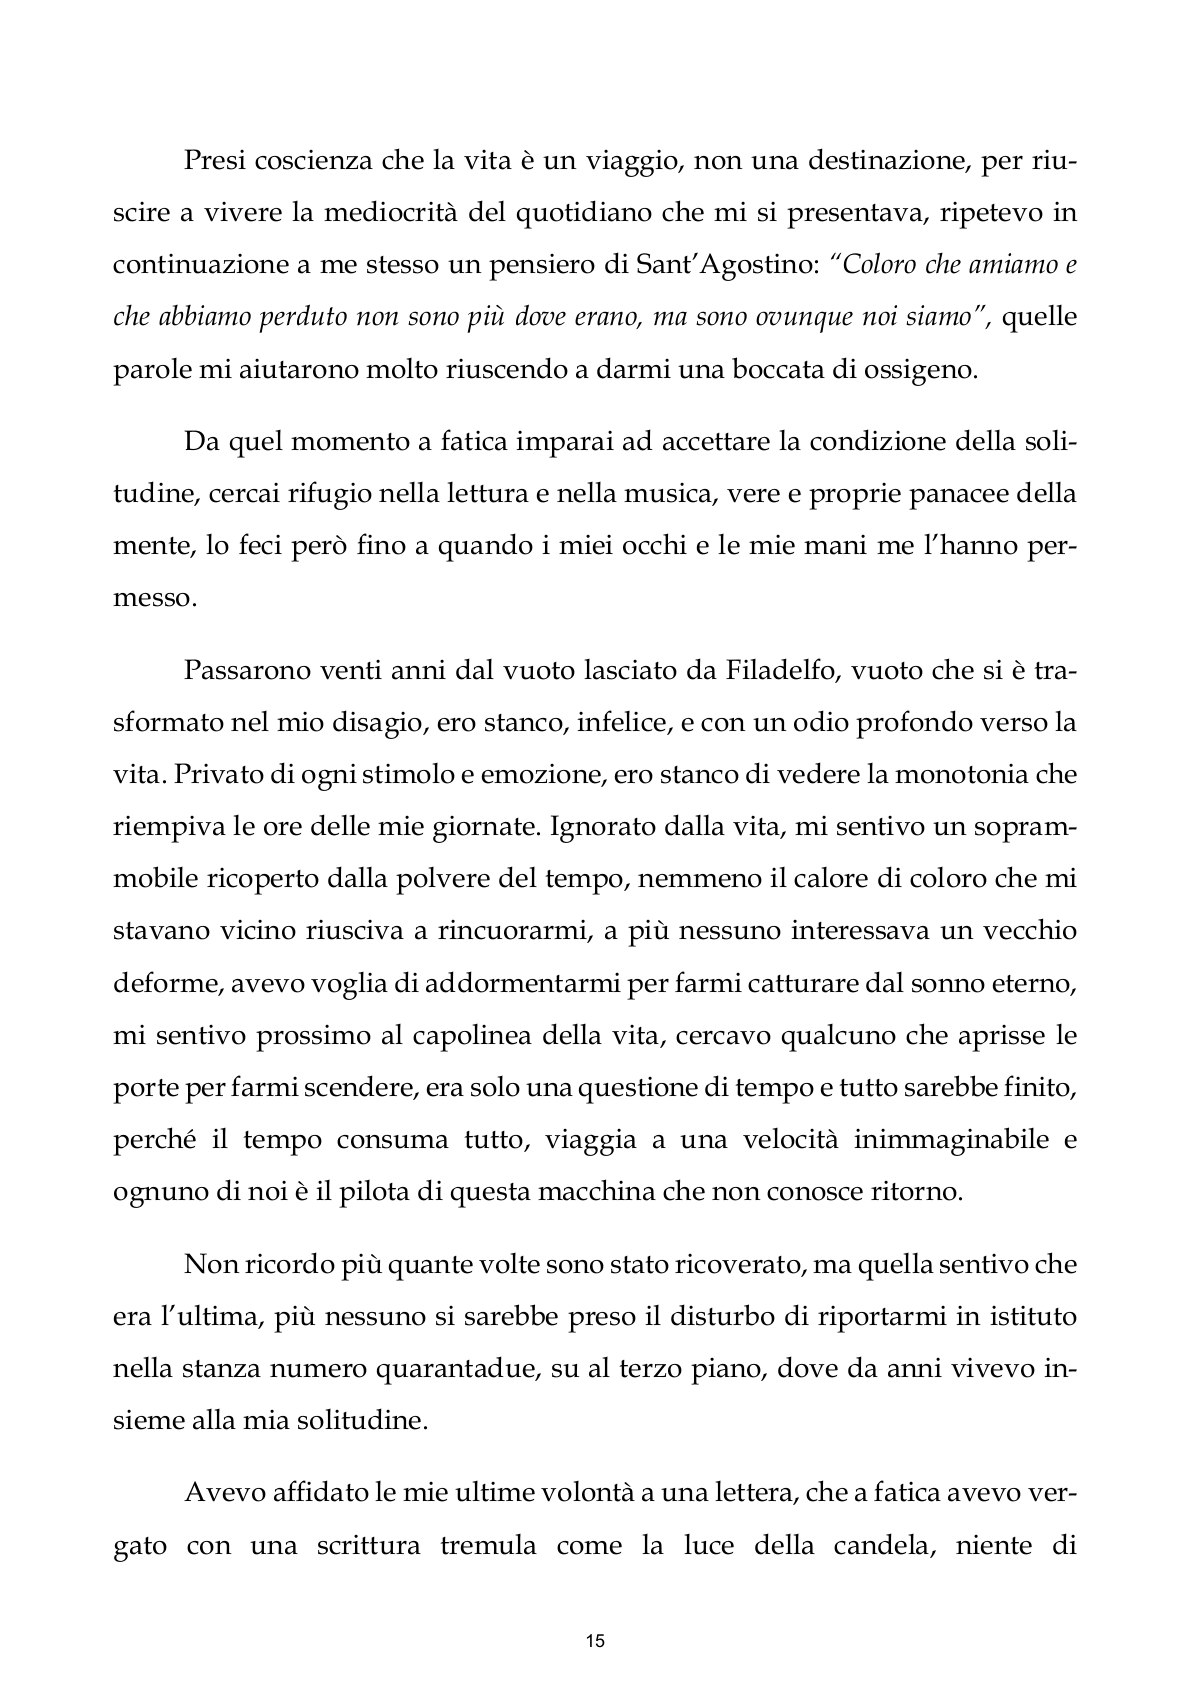 Presi coscienza che la vita è un viaggio, non una destinazione, per riu-
scire a vivere la mediocrità del quotidiano che mi si presentava, ripetevo in
continuazione a me stesso un pensiero di Sant’Agostino: “Coloro che amiamo e
che abbiamo perduto non sono più dove erano, ma sono ovunque noi siamo”, quelle
parole mi aiutarono molto riuscendo a darmi una boccata di ossigeno.
Da quel momento a fatica imparai ad accettare la condizione della soli-
tudine, cercai rifugio nella lettura e nella musica, vere e proprie panacee della
mente, lo feci però fino a quando i miei occhi e le mie mani me l’hanno per-
messo.
Passarono venti anni dal vuoto lasciato da Filadelfo, vuoto che si è tra-
sformato nel mio disagio, ero stanco, infelice, e con un odio profondo verso la
vita. Privato di ogni stimolo e emozione, ero stanco di vedere la monotonia che
riempiva le ore delle mie giornate. Ignorato dalla vita, mi sentivo un sopram-
mobile ricoperto dalla polvere del tempo, nemmeno il calore di coloro che mi
stavano vicino riusciva a rincuorarmi, a più nessuno interessava un vecchio
deforme, avevo voglia di addormentarmi per farmi catturare dal sonno eterno,
mi sentivo prossimo al capolinea della vita, cercavo qualcuno che aprisse le
porte per farmi scendere, era solo una questione di tempo e tutto sarebbe finito,
perché il tempo consuma tutto, viaggia a una velocità inimmaginabile e
ognuno di noi è il pilota di questa macchina che non conosce ritorno.
Non ricordo più quante volte sono stato ricoverato, ma quella sentivo che
era l’ultima, più nessuno si sarebbe preso il disturbo di riportarmi in istituto
nella stanza numero quarantadue, su al terzo piano, dove da anni vivevo in-
sieme alla mia solitudine.
Avevo affidato le mie ultime volontà a una lettera, che a fatica avevo ver-
gato con una scrittura tremula come la luce della candela, niente di
15